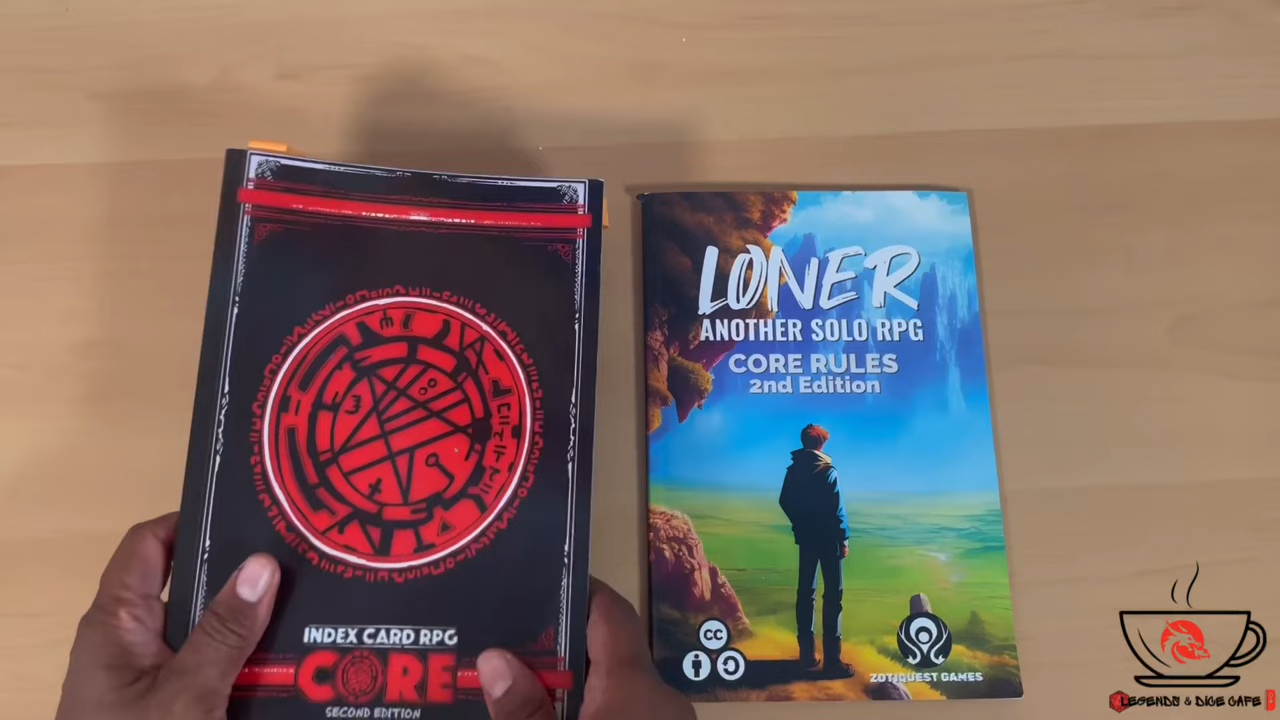 INDEX CARD RPG
CORE
SECOND EDITION
LONER
ANOTHER SOLO RPG
CORE RULES
2nd Edition
cc
ZOTIQUEST GAMES
LEGENDS & DICE CAFE